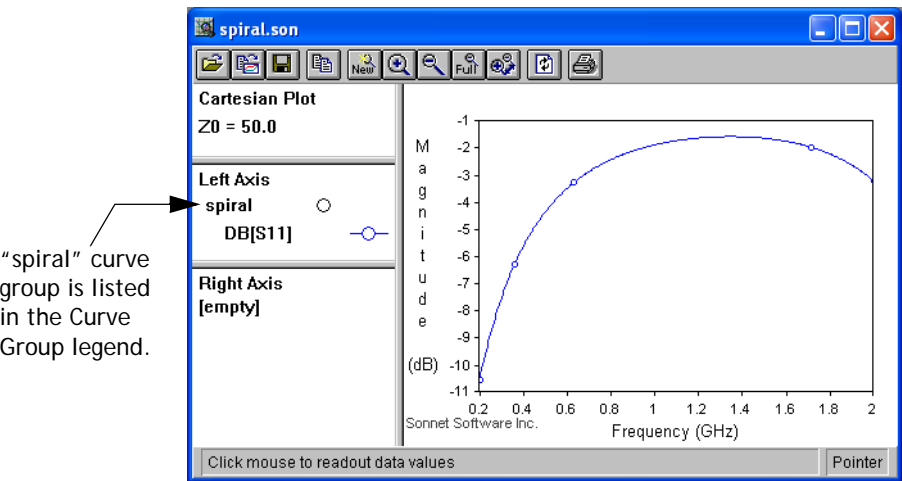 spiral.son
New
Full
Cartesian Plot
Z0 = 50.0
Left Axis
spiral
DB[S11]
Right Axis
[empty]
"spiral" curve
group is listed
in the Curve
Group legend.
Magnitude
(dB)
-1
-2
-3
-4
-5
-6
-7
-8
-9
-10
-11
0.2 0.4 0.6 0.8 1 1.2 1.4 1.6 1.8 2
Sonnet Software Inc.
Frequency (GHz)
Click mouse to readout data values
Pointer